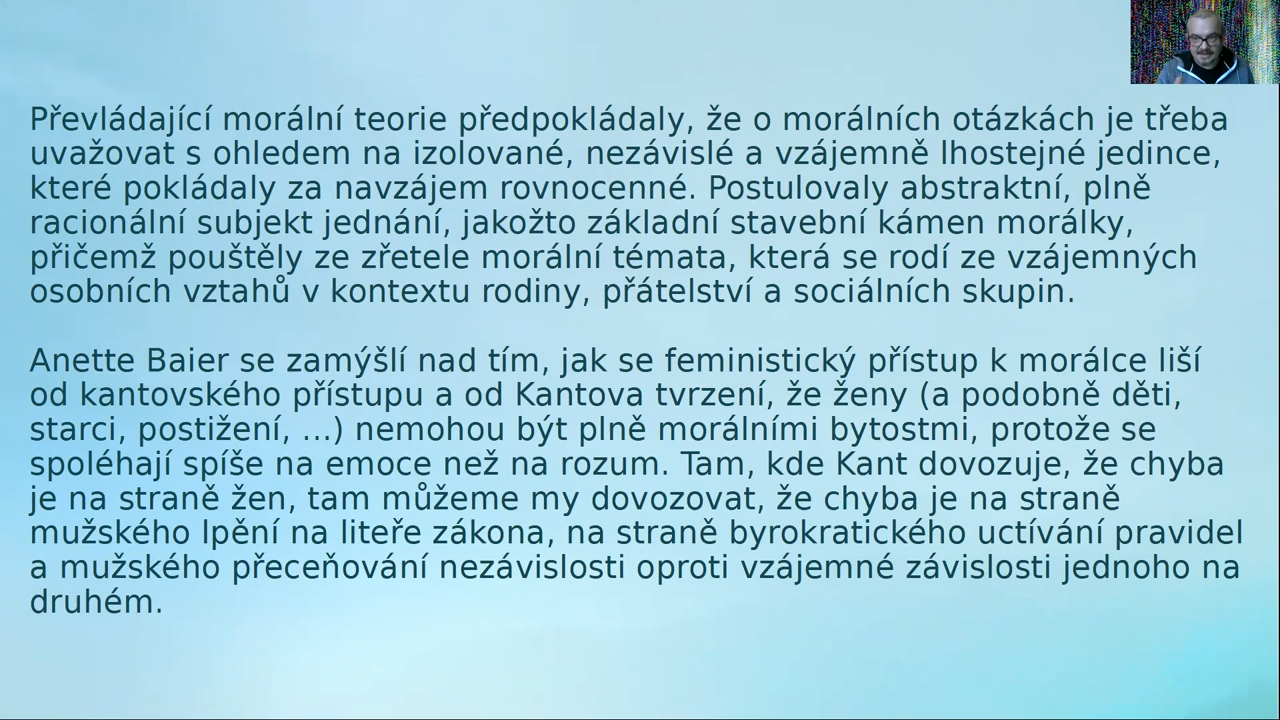 Převládající morální teorie předpokládaly, že o morálních otázkách je třeba
uvažovat s ohledem na izolované, nezávislé a vzájemně lhostejné jedince,
které pokládaly za navzájem rovnocenné. Postulovaly abstraktní, plně
racionální subjekt jednání, jakožto základní stavební kámen morálky,
přičemž pouštěly ze zřetele morální témata, která se rodí ze vzájemných
osobních vztahů v kontextu rodiny, přátelství a sociálních skupin.
Anette Baier se zamýšlí nad tím, jak se feministický přístup k morálce liší
od kantovského přístupu a od Kantova tvrzení, že ženy (a podobně děti,
starci, postižení, ...) nemohou být plně morálními bytostmi, protože se
spoléhají spíše na emoce než na rozum. Tam, kde Kant dovozuje, že chyba
je na straně žen, tam můžeme my dovozovat, že chyba je na straně
mužského lpění na liteře zákona, na straně byrokratického uctívání pravidel
a mužského přeceňování nezávislosti oproti vzájemné závislosti jednoho na
druhém.